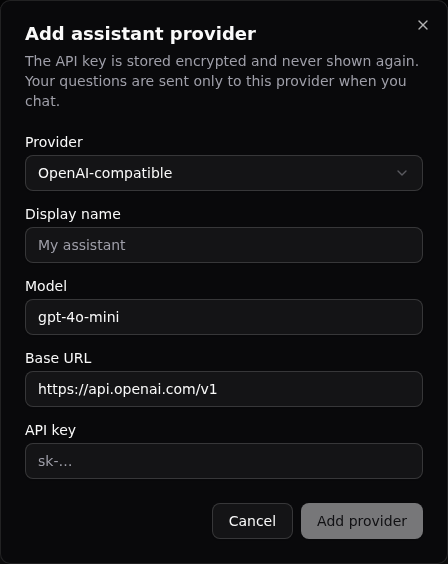 Add assistant provider
The API key is stored encrypted and never shown again.
Your questions are sent only to this provider when you
chat.
Provider
OpenAI-compatible
Display name
My assistant
Model
gpt-4o-mini
Base URL
https://api.openai.com/v1
API key
sk-...
Cancel
Add provider